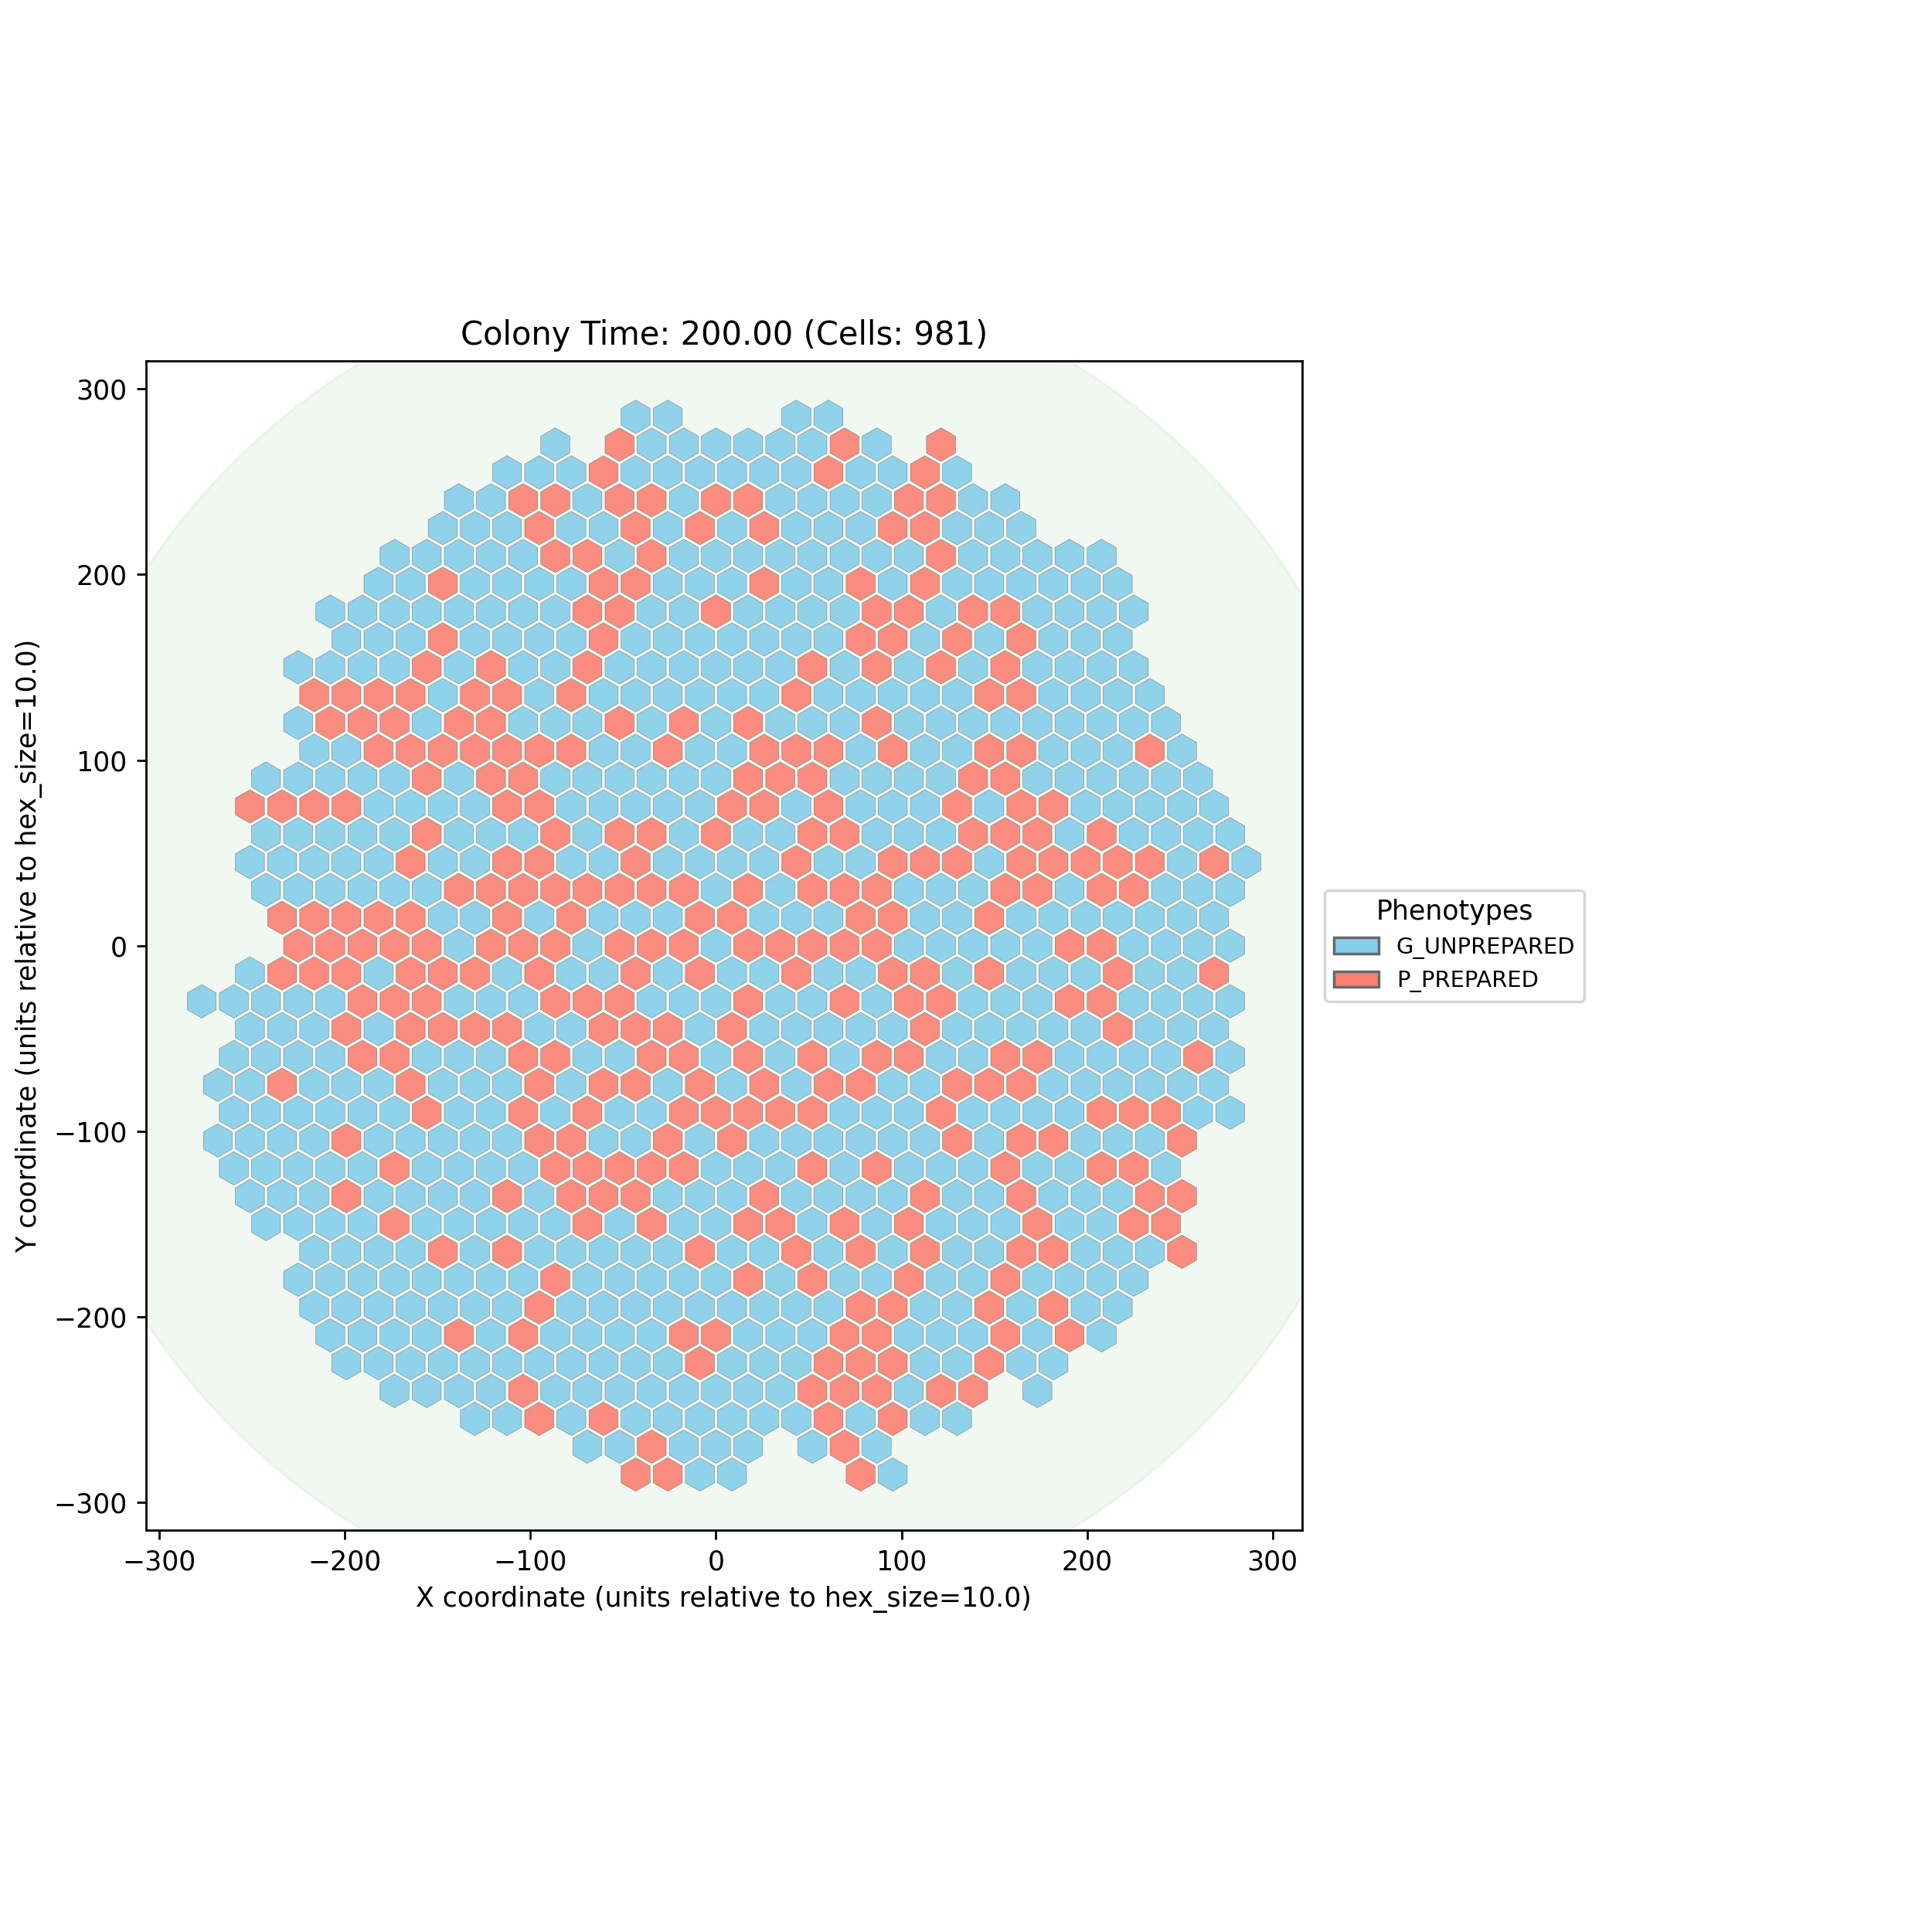 Colony Time: 200.00 (Cells: 981)
300
200
100
0
−100
−200
−300
Y coordinate (units relative to hex_size=10.0)
−300
−200
−100
0
100
200
300
X coordinate (units relative to hex_size=10.0)
Phenotypes
G_UNPREPARED
P_PREPARED